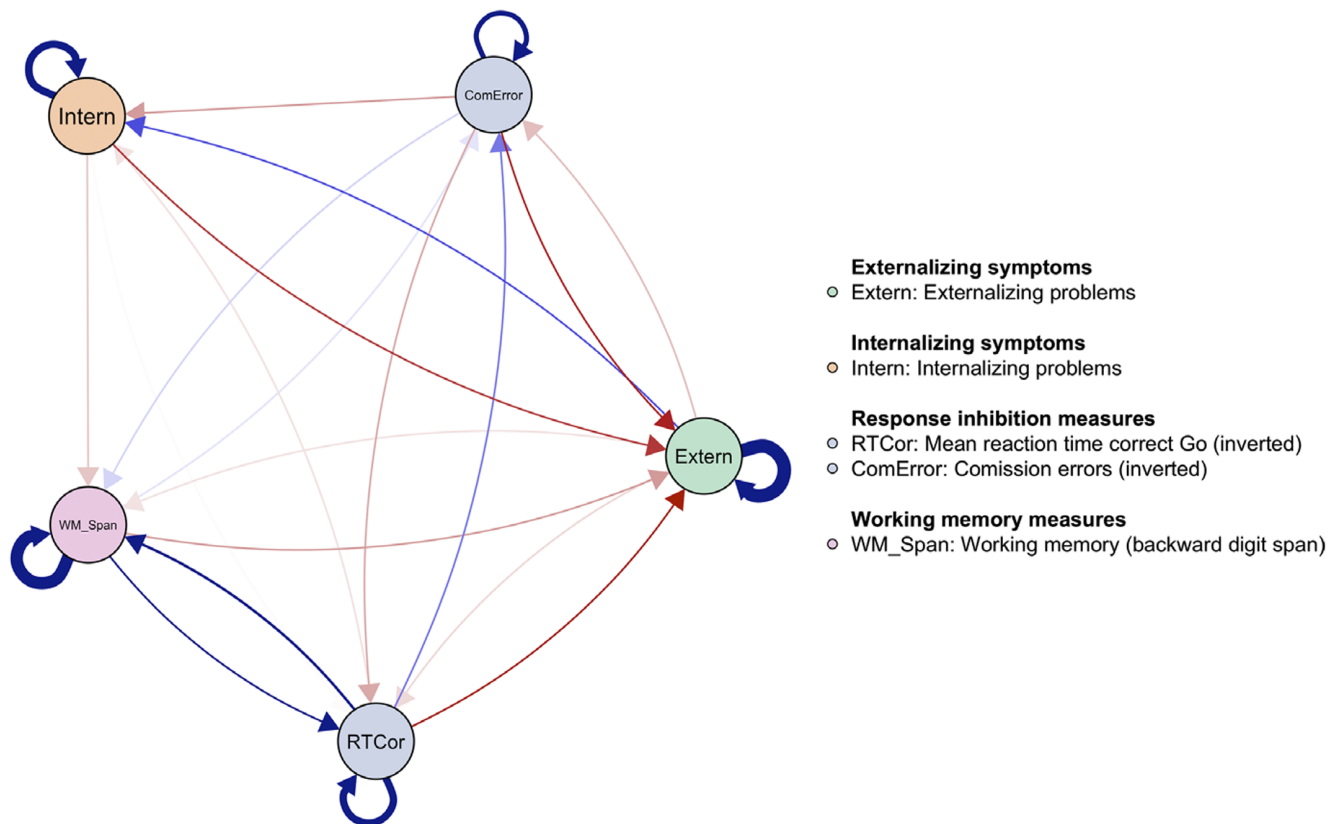 Intern
ComError
Extern
WM_Span
RTCor
Externalizing symptoms
Extern: Externalizing problems
Internalizing symptoms
Intern: Internalizing problems
Response inhibition measures
RTCor: Mean reaction time correct Go (inverted)
ComError: Comission errors (inverted)
Working memory measures
WM_Span: Working memory (backward digit span)